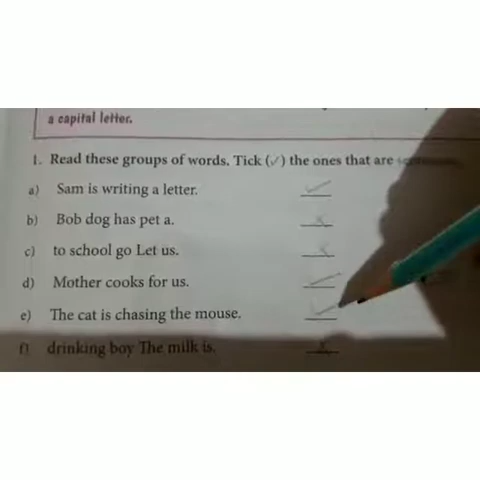 a capital letter.
1. Read these groups of words. Tick (✓) the ones that are
a) Sam is writing a letter. ✓
b) Bob dog has pet a. x
c) to school go Let us. x
d) Mother cooks for us. ✓
e) The cat is chasing the mouse. ✓
f) drinking boy The milk is. x